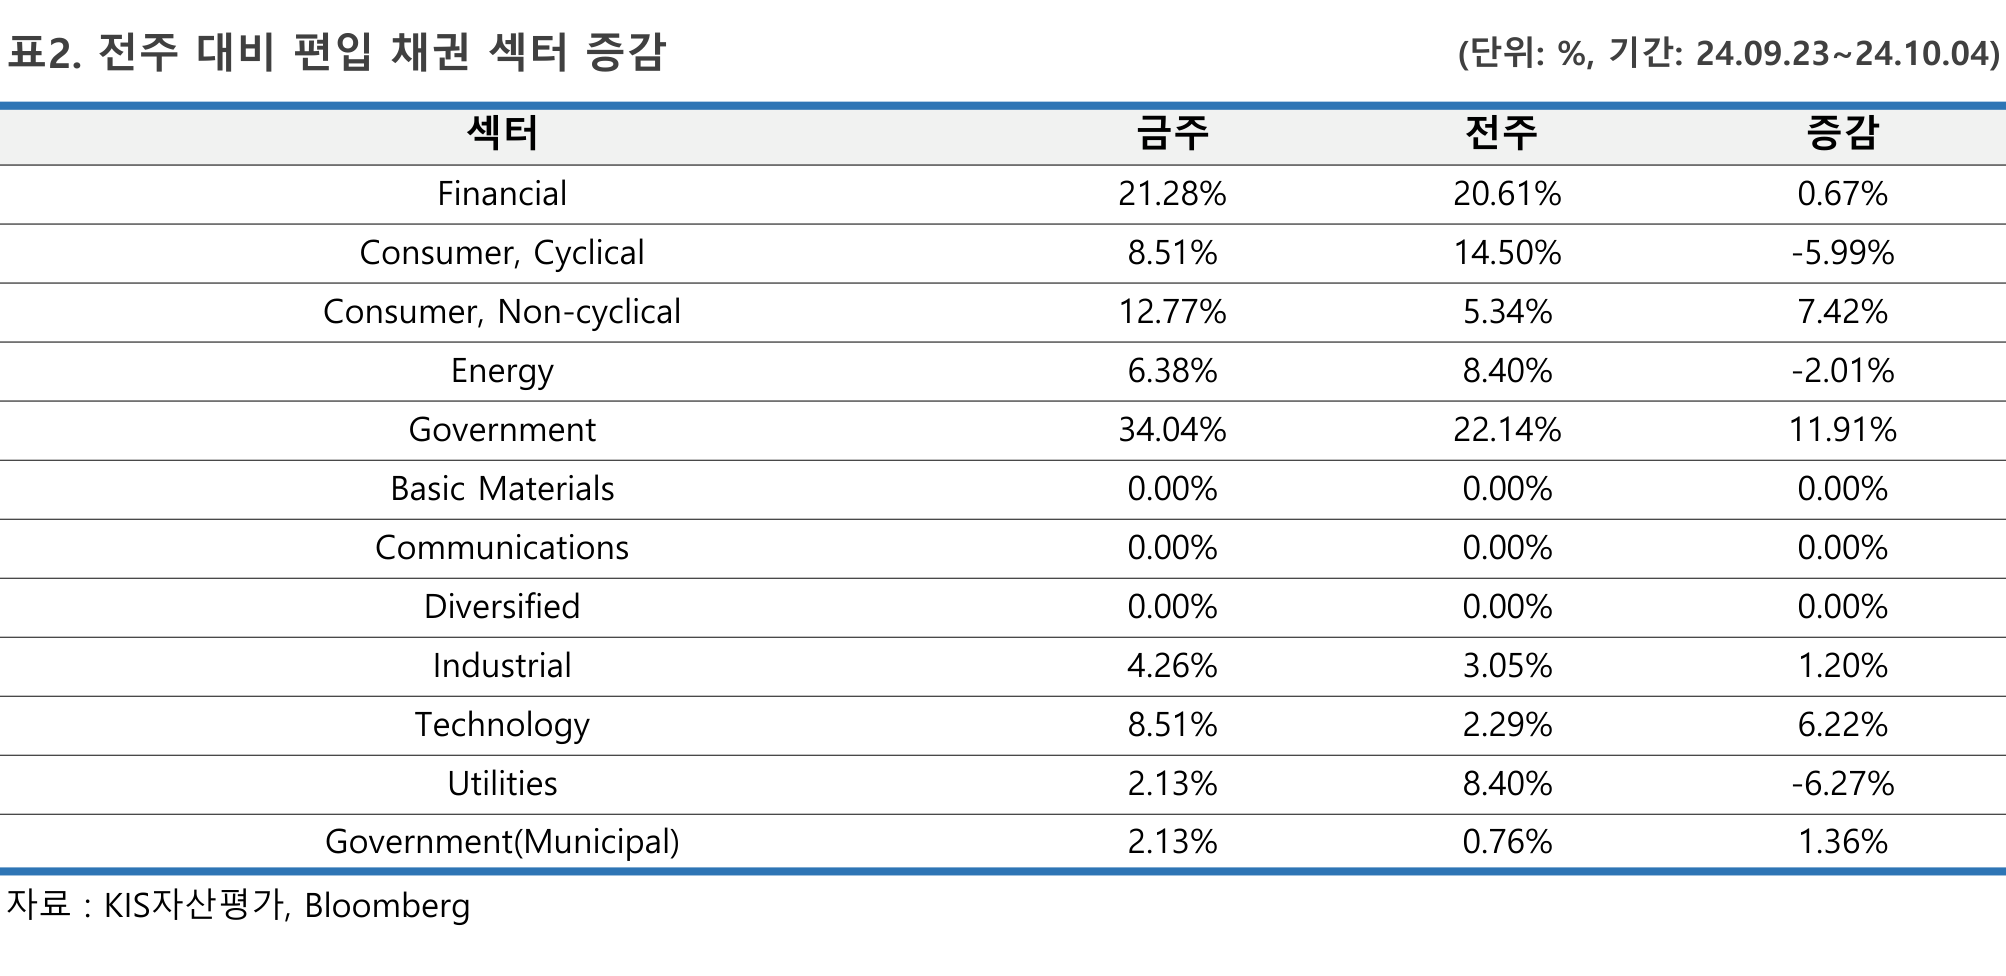 표2. 전주 대비 편입 채권 섹터 증감 (단위: %, 기간: 24.09.23~24.10.04)
섹터 금주 전주 증감
Financial 21.28% 20.61% 0.67%
Consumer, Cyclical 8.51% 14.50% -5.99%
Consumer, Non-cyclical 12.77% 5.34% 7.42%
Energy 6.38% 8.40% -2.01%
Government 34.04% 22.14% 11.91%
Basic Materials 0.00% 0.00% 0.00%
Communications 0.00% 0.00% 0.00%
Diversified 0.00% 0.00% 0.00%
Industrial 4.26% 3.05% 1.20%
Technology 8.51% 2.29% 6.22%
Utilities 2.13% 8.40% -6.27%
Government(Municipal) 2.13% 0.76% 1.36%
자료 : KIS자산평가, Bloomberg